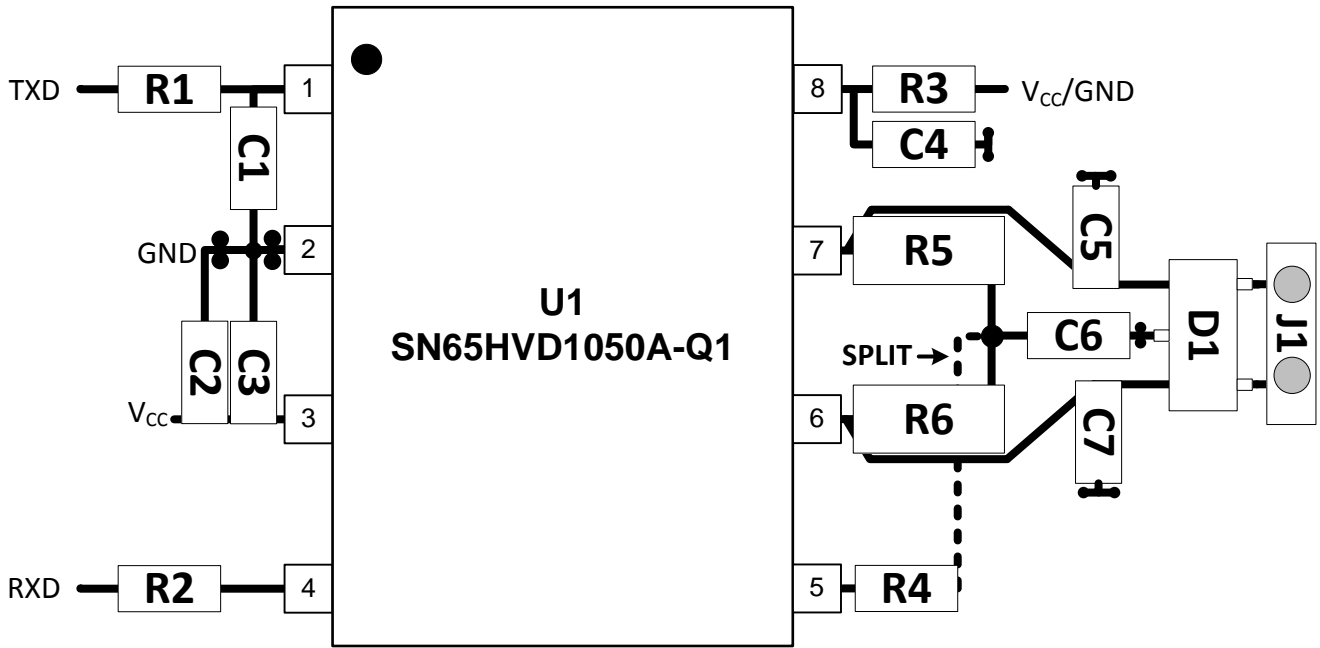 TXD
R1
1
8
R3
VCC/GND
C1
C4
GND
2
7
R5
C5
U1
SN65HVD1050A-Q1
C2
C3
SPLIT
C6
D1
J1
VCC
3
6
R6
C7
RXD
R2
4
5
R4